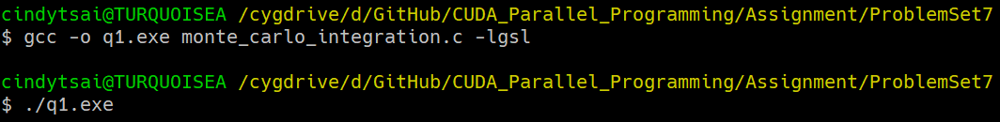 cindytsai@TURQUOISEA /cygdrive/d/GitHub/CUDA_Parallel_Programming/Assignment/ProblemSet7
$ gcc -o q1.exe monte_carlo_integration.c -lgsl
cindytsai@TURQUOISEA /cygdrive/d/GitHub/CUDA_Parallel_Programming/Assignment/ProblemSet7
$ ./q1.exe